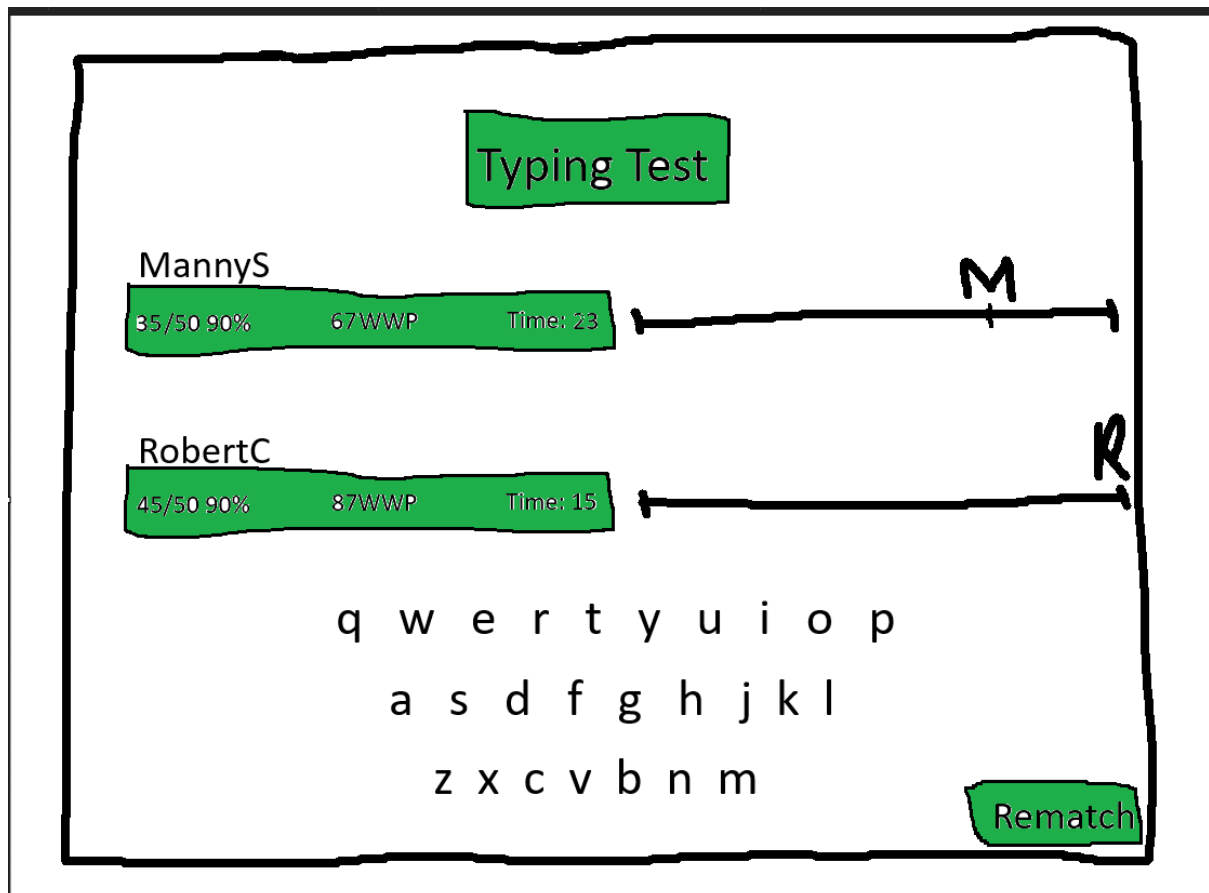 Typing Test
MannyS
M
35/50 90% 67WWP Time: 23
RobertC
R
45/50 90% 87WWP Time: 15
q w e r t y u i o p
a s d f g h j k l
z x c v b n m
Rematch